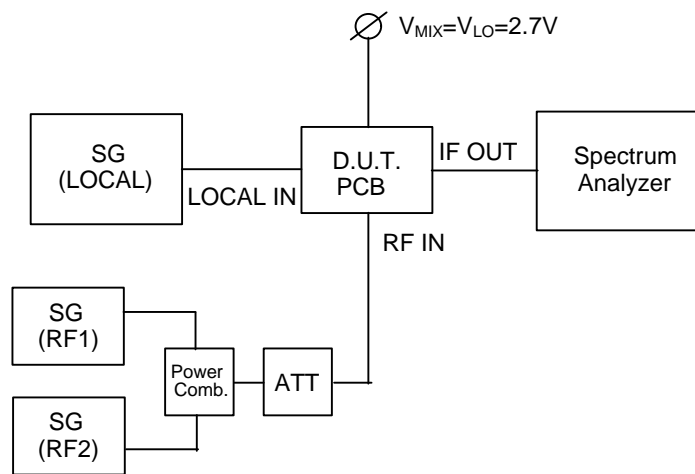 V_MIX=V_LO=2.7V
SG
(LOCAL)
LOCAL IN
D.U.T.
PCB
IF OUT
Spectrum
Analyzer
RF IN
SG
(RF1)
Power
Comb.
ATT
SG
(RF2)